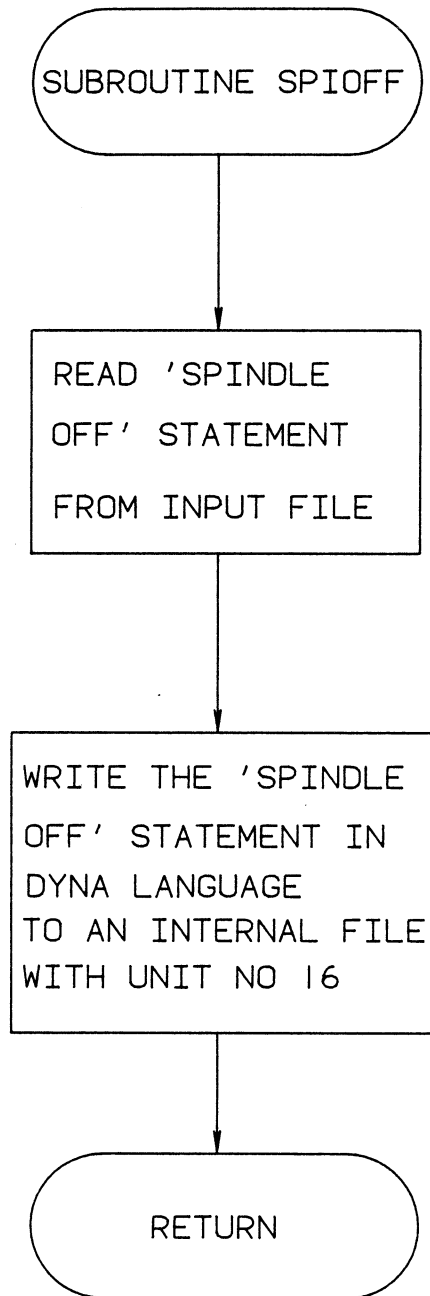 SUBROUTINE SPIOFF
READ 'SPINDLE
OFF' STATEMENT
FROM INPUT FILE
WRITE THE 'SPINDLE
OFF' STATEMENT IN
DYNA LANGUAGE
TO AN INTERNAL FILE
WITH UNIT NO 16
RETURN